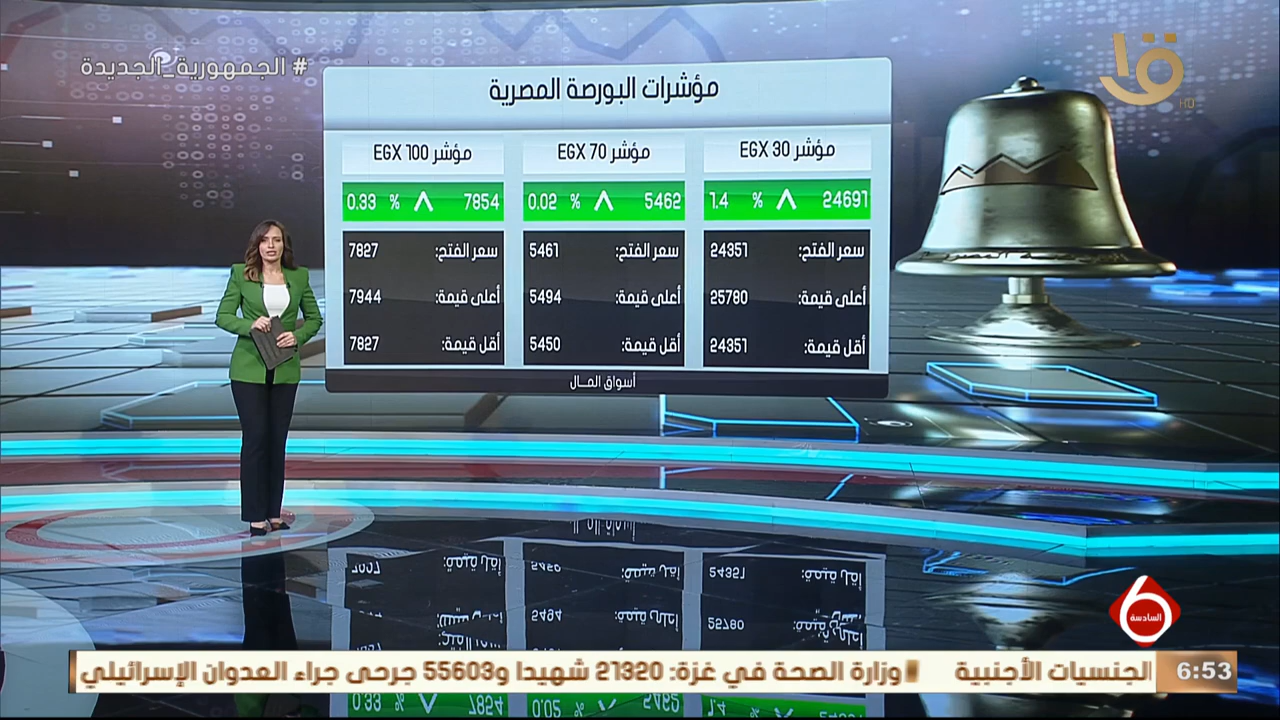 #الجمهورية_الجديدة
HD
مؤشرات البورصة المصرية
مؤشر EGX 30
24691 % 1.4
سعر الفتح: 24351
أعلى قيمة: 25780
أقل قيمة: 24351
مؤشر EGX 70
5462 % 0.02
سعر الفتح: 5461
أعلى قيمة: 5494
أقل قيمة: 5450
مؤشر EGX 100
7854 % 0.33
سعر الفتح: 7827
أعلى قيمة: 7944
أقل قيمة: 7827
أسواق المال
6 السادسة
6:53 الجنسيات الأجنبية وزارة الصحة في غزة: 21320 شهيدا و55603 جرحى جراء العدوان الإسرائيلي